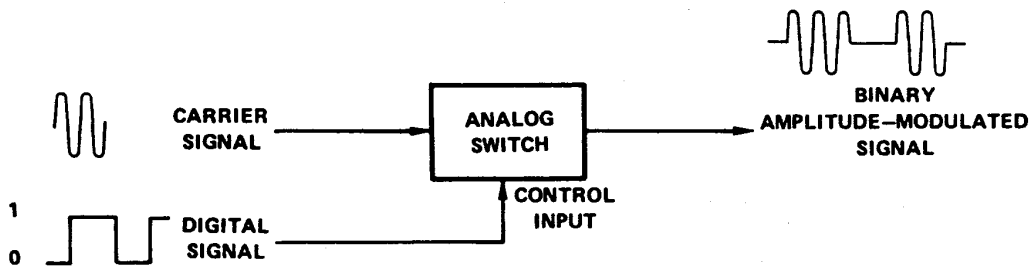 BINARY
AMPLITUDE–MODULATED
SIGNAL
CARRIER
SIGNAL
ANALOG
SWITCH
CONTROL
INPUT
1
0
DIGITAL
SIGNAL